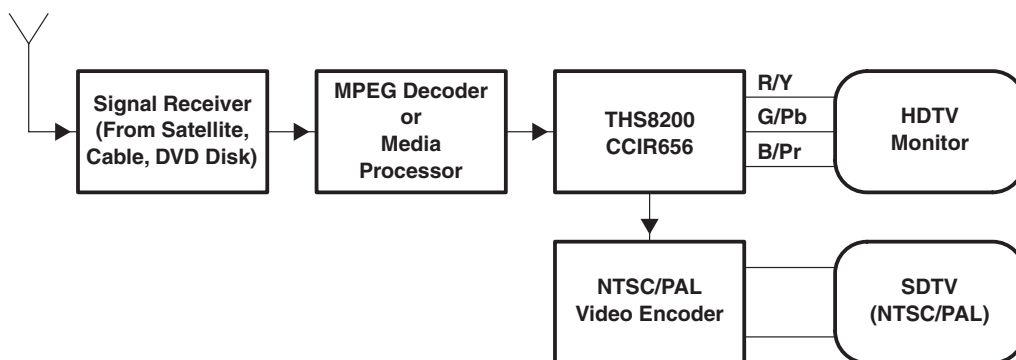 Signal Receiver
(From Satellite,
Cable, DVD Disk)
MPEG Decoder
or
Media
Processor
THS8200
CCIR656
R/Y
G/Pb
B/Pr
HDTV
Monitor
NTSC/PAL
Video Encoder
SDTV
(NTSC/PAL)